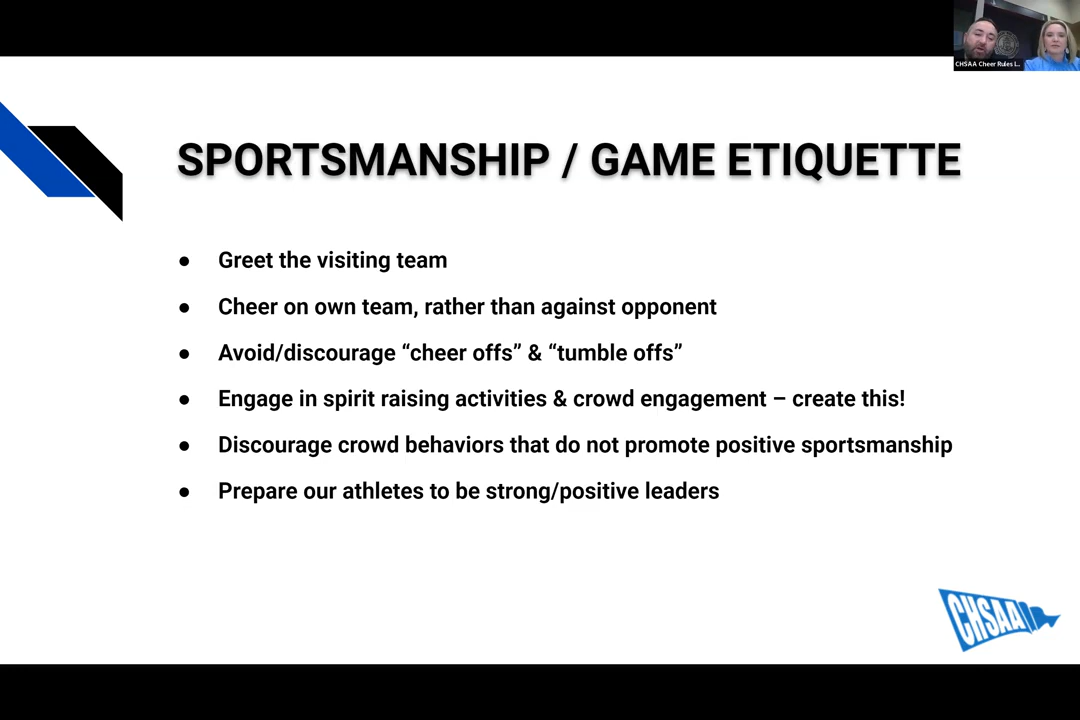 CHSAA Cheer Rules I...
SPORTSMANSHIP / GAME ETIQUETTE
● Greet the visiting team
● Cheer on own team, rather than against opponent
● Avoid/discourage “cheer offs” & “tumble offs”
● Engage in spirit raising activities & crowd engagement – create this!
● Discourage crowd behaviors that do not promote positive sportsmanship
● Prepare our athletes to be strong/positive leaders
CHSAA